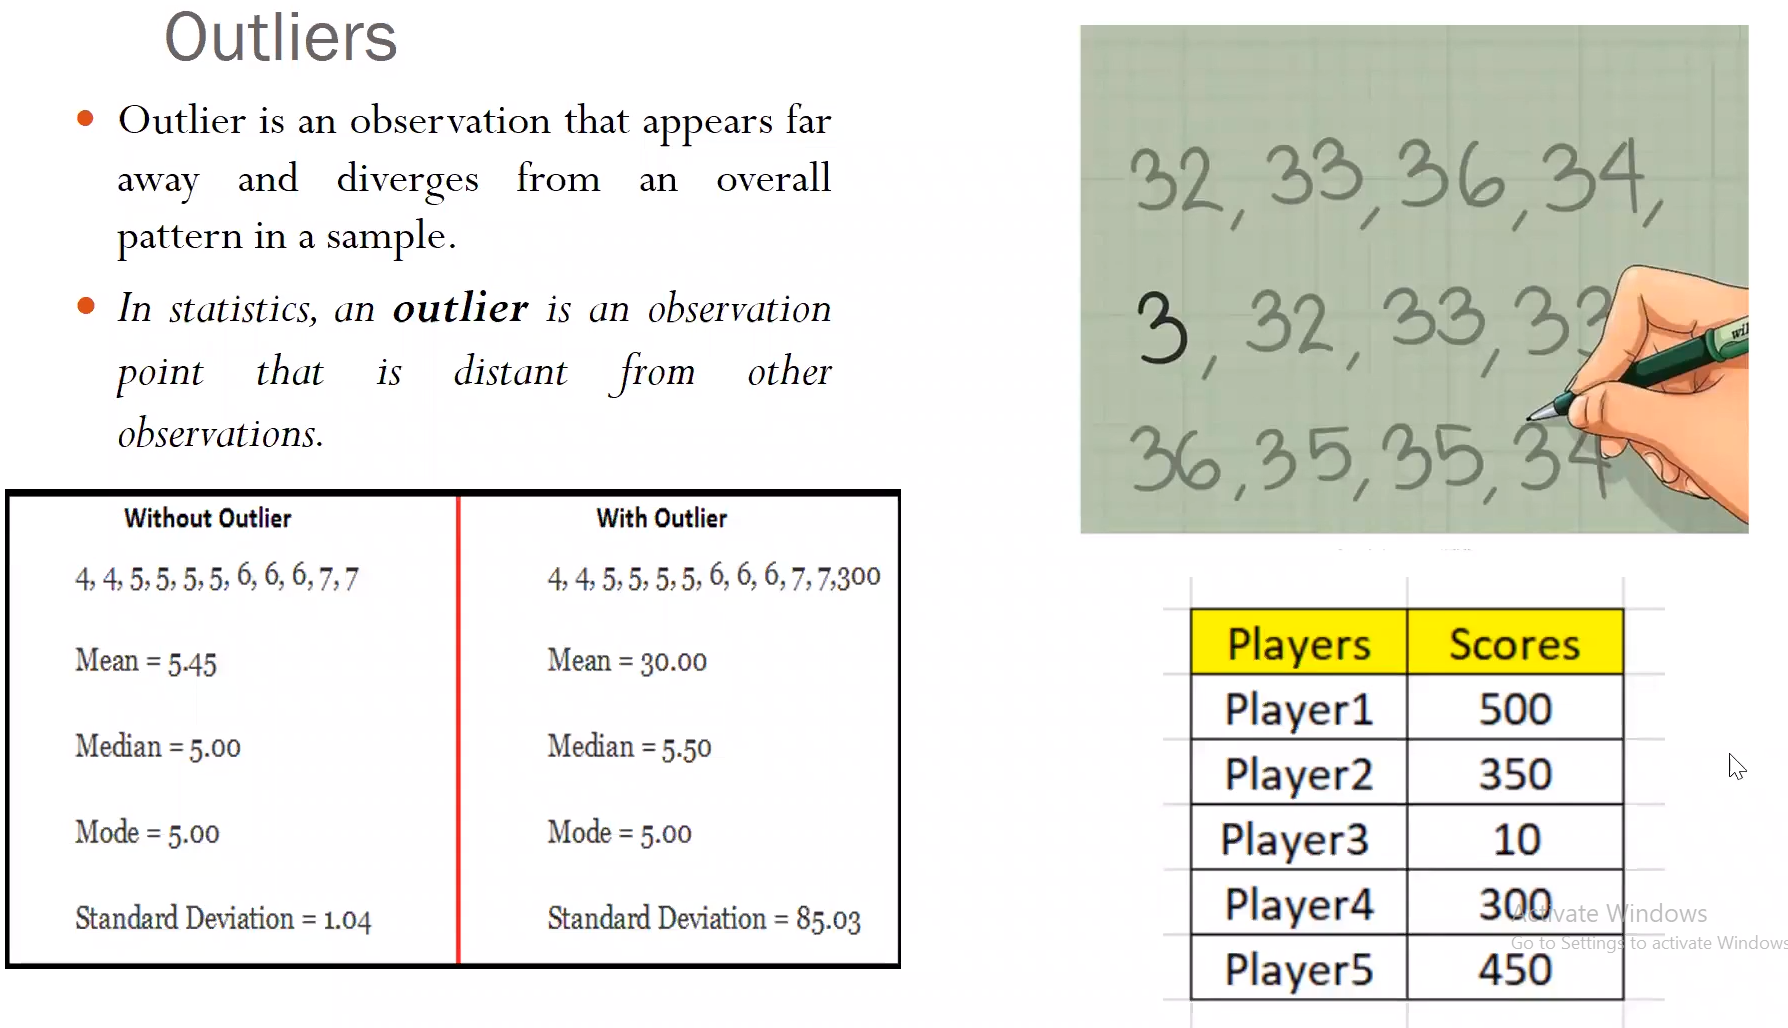 Outliers
Outlier is an observation that appears far
away and diverges from an overall
pattern in a sample.
In statistics, an outlier is an observation
point that is distant from other
observations.
Without Outlier
4, 4, 5, 5, 5, 5, 6, 6, 6, 7, 7
Mean = 5.45
Median = 5.00
Mode = 5.00
Standard Deviation = 1.04
With Outlier
4, 4, 5, 5, 5, 5, 6, 6, 6, 7, 7,300
Mean = 30.00
Median = 5.50
Mode = 5.00
Standard Deviation = 85.03
32, 33, 36, 34,
3, 32, 33, 33
36, 35, 35, 34
Players Scores
Player1 500
Player2 350
Player3 10
Player4 300
Player5 450
Activate Windows
Go to Settings to activate Windows